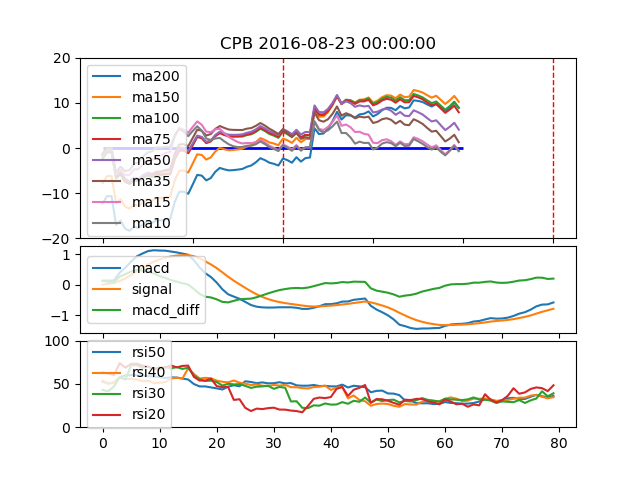 CPB 2016-08-23 00:00:00
20
10
0
−10
−20
ma200
ma150
ma100
ma75
ma50
ma35
ma15
ma10
1
0
−1
macd
signal
macd_diff
100
50
0
rsi50
rsi40
rsi30
rsi20
0 10 20 30 40 50 60 70 80